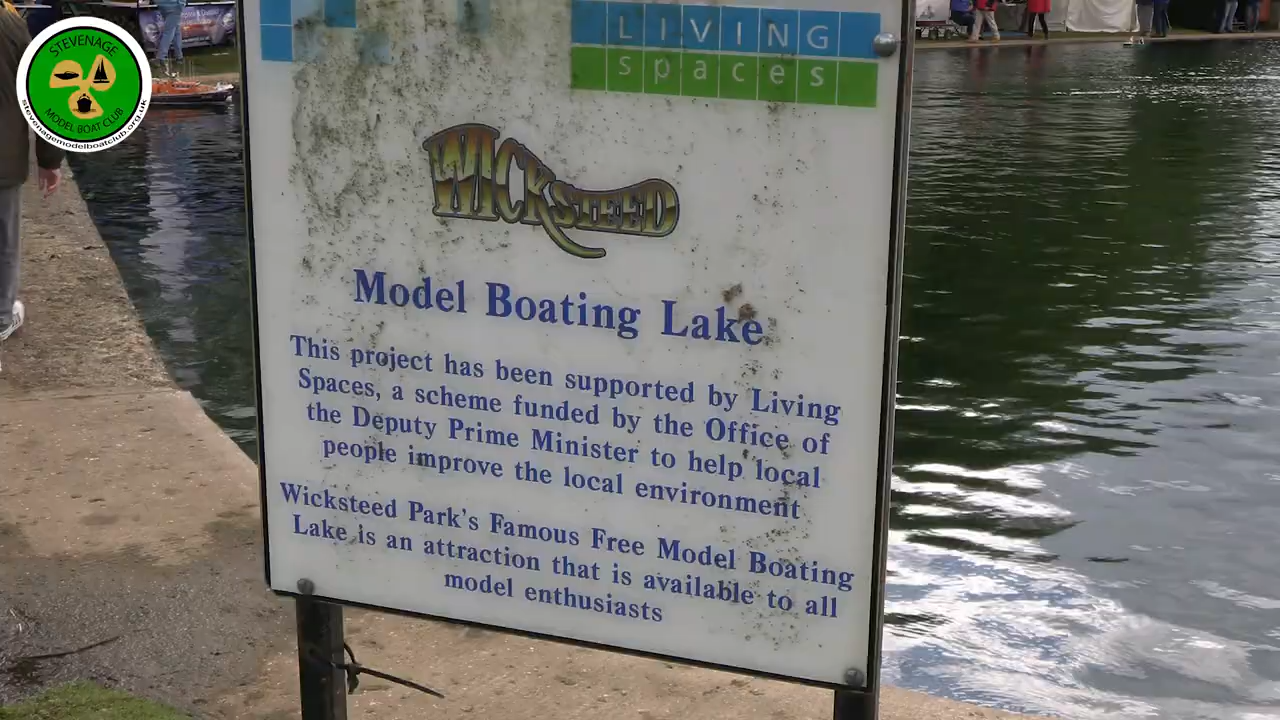 STEVENAGE
MODEL BOAT CLUB
stevenagemodelboatclub.org.uk
LIVING
spaces
WICKSTEED
Model Boating Lake
This project has been supported by Living
Spaces, a scheme funded by the Office of
the Deputy Prime Minister to help local
people improve the local environment
Wicksteed Park's Famous Free Model Boating
Lake is an attraction that is available to all
model enthusiasts